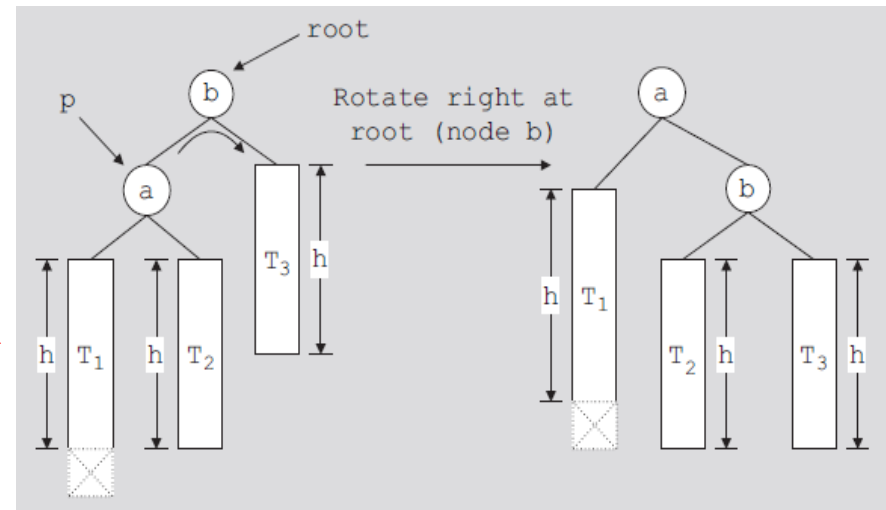 root
p
b
Rotate right at
root (node b)
a
a
b
T₃
h
h
T₁
h
T₂
h
T₁
T₂
h
T₃
h